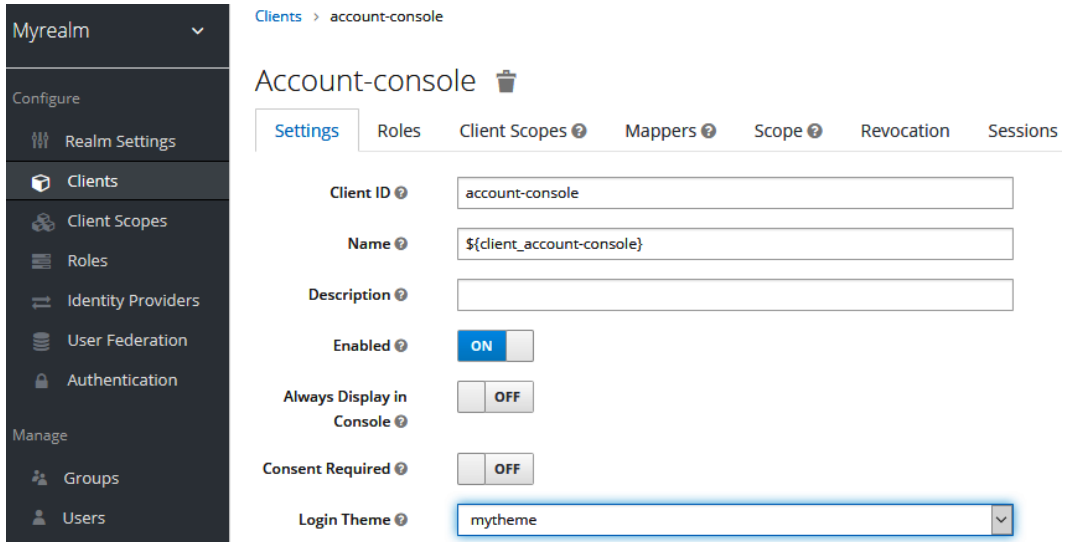 Myrealm
Configure
Realm Settings
Clients
Client Scopes
Roles
Identity Providers
User Federation
Authentication
Manage
Groups
Users
Clients > account-console
Account-console
Settings Roles Client Scopes Mappers Scope Revocation Sessions
Client ID account-console
Name ${client_account-console}
Description
Enabled ON
Always Display in
Console OFF
Consent Required OFF
Login Theme mytheme